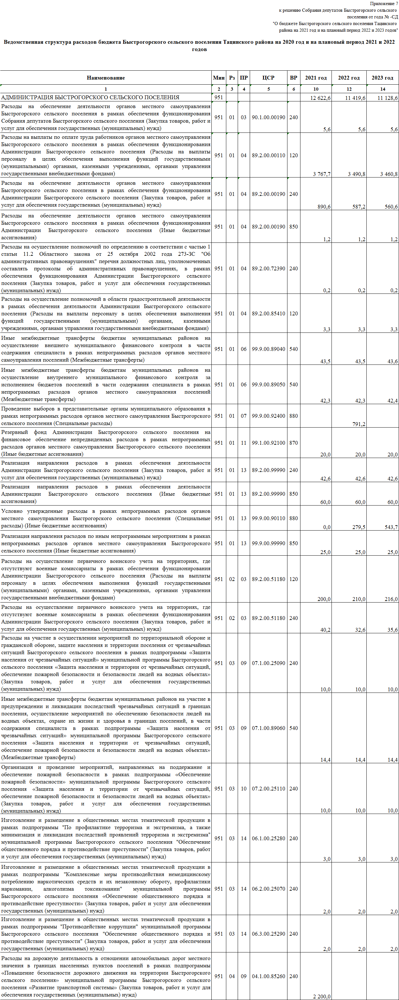 Приложение 7
к решению Собрания депутатов Быстрогорского сельского
поселения от года № -СД
"О бюджете Быстрогорского сельского поселения Тацинского
района на 2021 год и на плановый период 2022 и 2023 годов"
Ведомственная структура расходов бюджета Быстрогорского сельского поселения Тацинского района на 2020 год и на плановый период 2021 и 2022
годов
Наименование Мин Рз ПР ЦСР ВР 2021 год 2022 год 2023 год
1 2 3 4 5 6 10 12 14
АДМИНИСТРАЦИЯ БЫСТРОГОРСКОГО СЕЛЬСКОГО ПОСЕЛЕНИЯ 951 12 622,6 11 419,6 11 128,6
Расходы на обеспечение деятельности органов местного самоуправления
Быстрогорского сельского поселения в рамках обеспечения функционирования
Собрания депутатов Быстрогорского сельского поселения (Закупка товаров, работ и
услуг для обеспечения государственных (муниципальных) нужд)
951 01 03 90.1.00.00190 240
5,6 5,6 5,6
Расходы на выплаты по оплате труда работников органов местного самоуправления
Быстрогорского сельского поселения в рамках обеспечения функционирования
Администрации Быстрогорского сельского поселения (Расходы на выплаты
персоналу в целях обеспечения выполнения функций государственными
(муниципальными) органами, казенными учреждениями, органами управления
государственными внебюджетными фондами)
951 01 04 89.2.00.00110 120
3 767,7 3 490,8 3 460,8
Расходы на обеспечение деятельности органов местного самоуправления
Быстрогорского сельского поселения в рамках обеспечения функционирования
Администрации Быстрогорского сельского поселения (Закупка товаров, работ и
услуг для обеспечения государственных (муниципальных) нужд)
951 01 04 89.2.00.00190 240
890,6 587,2 560,6
Расходы на обеспечение деятельности органов местного самоуправления
Быстрогорского сельского поселения в рамках обеспечения функционирования
Администрации Быстрогорского сельского поселения (Иные бюджетные
ассигнования)
951 01 04 89.2.00.00190 850
1,2 1,2 1,2
Расходы на осуществление полномочий по определению в соответствии с частью 1
статьи 11.2 Областного закона от 25 октября 2002 года 273-ЗС "Об
административных правонарушениях" перечня должностных лиц, уполномоченных
составлять протоколы об административных правонарушениях, в рамках
обеспечения функционирования Администрации Быстрогорского сельского
поселения (Закупка товаров, работ и услуг для обеспечения государственных
(муниципальных) нужд)
951 01 04 89.2.00.72390 240
0,2 0,2 0,2
Расходы на осуществление полномочий в области градостроительной деятельности
в рамках обеспечения деятельности Администрации Быстрогорского сельского
поселения (Расходы на выплаты персоналу в целях обеспечения выполнения
функций государственными (муниципальными) органами, казенными
учреждениями, органами управления государственными внебюджетными фондами)
951 01 04 89.2.00.85410 120
3,3 3,3 3,3
Иные межбюджетные трансферты бюджетам муниципальных районов на
осуществление внешнего муниципального финансового контроля в части
содержания специалиста в рамках непрограммных расходов органов местного
самоуправления поселений (Межбюджетные трансферты)
951 01 06 99.9.00.89040 540
43,5 43,5 43,6
Иные межбюджетные трансферты бюджетам муниципальных районов на
осуществление внутреннего муниципального финансового контроля за
исполнением бюджетов поселений в части содержания специалиста в рамках
непрограммных расходов органов местного самоуправления поселений
(Межбюджетные трансферты)
951 01 06 99.9.00.89050 540
42,3 42,3 42,4
Проведение выборов в представительные органы муниципального образования в
рамках непрограммных расходов органов местного самоуправления Быстрогорского
сельского поселения (Специальные расходы)
951 01 07 99.9.00.92400 880
791,2
Резервный фонд Администрации Быстрогорского сельского поселения на
финансовое обеспечение непредвиденных расходов в рамках непрограммных
расходов органов местного самоуправления Быстрогорского сельского поселения
(Иные бюджетные ассигнования)
951 01 11 99.1.00.92100 870
20,0 20,0 20,0
Реализация направления расходов в рамках обеспечения деятельности
Администрации Быстрогорского сельского поселения (Закупка товаров, работ и
услуг для обеспечения государственных (муниципальных) нужд)
951 01 13 89.2.00.99990 240
42,6 42,6 42,6
Реализация направления расходов в рамках обеспечения деятельности
Администрации Быстрогорского сельского поселения (Иные бюджетные
ассигнования)
951 01 13 89.2.00.99990 850
60,0 60,0 60,0
Условно утвержденные расходы в рамках непрограммных расходов органов
местного самоуправления Быстрогорского сельского поселения (Специальные
расходы) (Иные бюджетные ассигнования)
951 01 13 99.9.00.90110 880
0,0 279,5 543,7
Реализация направления расходов по иным непрограммным мероприятиям в рамках
непрограммных расходов органов местного самоуправления Быстрогорского
сельского поселения (Иные бюджетные ассигнования)
951 01 13 99.9.00.99990 850
25,0 25,0 25,0
Расходы на осуществление первичного воинского учета на территориях, где
отсутствуют военные комиссариаты в рамках обеспечения функционирования
Администрации Быстрогорского сельского поселения (Расходы на выплаты
персоналу в целях обеспечения выполнения функций государственными
(муниципальными) органами, казенными учреждениями, органами управления
государственными внебюджетными фондами)
951 02 03 89.2.00.51180 120
200,0 210,0 216,0
Расходы на осуществление первичного воинского учета на территориях, где
отсутствуют военные комиссариаты в рамках обеспечения функционирования
Администрации Быстрогорского сельского поселения (Закупка товаров, работ и
услуг для обеспечения государственных (муниципальных) нужд)
951 02 03 89.2.00.51180 240
40,2 32,6 35,6
Расходы на участие в осуществлении мероприятий по территориальной обороне и
гражданской обороне, защите населения и территории поселения от чрезвычайных
ситуаций Быстрогорского сельского поселения в рамках подпрограммы «Защита
населения от чрезвычайных ситуаций» муниципальной программы Быстрогорского
сельского поселения «Защита населения и территории от чрезвычайных ситуаций,
обеспечение пожарной безопасности и безопасности людей на водных объектах»
(Закупка товаров, работ и услуг для обеспечения государственных
(муниципальных) нужд)
951 03 09 07.1.00.25090 240
10,0 10,0 10,0
Иные межбюджетные трансферты бюджетам муниципальных районов на участие в
предупреждении и ликвидации последствий чрезвычайных ситуаций в границах
поселения, осуществление мероприятий по обеспечению безопасности людей на
водных объектах, охране их жизни и здоровья в границах поселений, в части
содержания специалиста в рамках подпрограммы «Защита населения от
чрезвычайных ситуаций» муниципальной программы Быстрогорского сельского
поселения «Защита населения и территории от чрезвычайных ситуаций,
обеспечение пожарной безопасности и безопасности людей на водных объектах»
(Межбюджетные трансферты)
951 03 09 07.1.00.89060 540
14,4 14,4 14,4
Организация и проведение мероприятий, направленных на поддержание и
обеспечение пожарной безопасности в рамках подпрограммы «Обеспечение
пожарной безопасности» муниципальной программы Быстрогорского сельского
поселения «Защита населения и территории от чрезвычайных ситуаций,
обеспечение пожарной безопасности и безопасности людей на водных объектах»
(Закупка товаров, работ и услуг для обеспечения государственных
(муниципальных) нужд)
951 03 10 07.2.00.25110 240
10,0 10,0 10,0
Изготовление и размещение в общественных местах тематической продукции в
рамках подпрограммы "По профилактике терроризма и экстремизма, а также
минимизация и ликвидация последствий проявлений терроризма и экстремизма"
муниципальной программы Быстрогорского сельского поселения "Обеспечение
общественного порядка и противодействие преступности" (Закупка товаров, работ
и услуг для обеспечения государственных (муниципальных) нужд)
951 03 14 06.1.00.25280 240
3,0 3,0 3,0
Изготовление и размещение в общественных местах тематической продукции в
рамках подпрограммы "Комплексные меры противодействия немедицинскому
потреблению наркотических средств и их незаконному обороту, профилактики
наркомании, алкоголизма токсикомании" муниципальной программы
Быстрогорского сельского поселения «Обеспечение общественного порядка и
противодействие преступности» (Закупка товаров, работ и услуг для обеспечения
государственных (муниципальных) нужд)
951 03 14 06.2.00.25070 240
2,0 2,0 2,0
Изготовление и размещение в общественных местах тематической продукции в
рамках подпрограммы "Противодействие коррупции" муниципальной программы
Быстрогорского сельского поселения "Обеспечение общественного порядка и
противодействие преступности" (Закупка товаров, работ и услуг для обеспечения
государственных (муниципальных) нужд)
951 03 14 06.3.00.25290 240
2,0 2,0 2,0
Расходы на дорожную деятельность в отношении автомобильных дорог местного
значения в границах населенных пунктов поселений в рамках подпрограммы
«Повышение безопасности дорожного движения на территории Быстрогорского
сельского поселения» муниципальной программы Быстрогорского сельского
поселения «Развитие транспортной системы» (Закупка товаров, работ и услуг для
обеспечения государственных (муниципальных) нужд)
951 04 09 04.1.00.85260 240
2 200,0